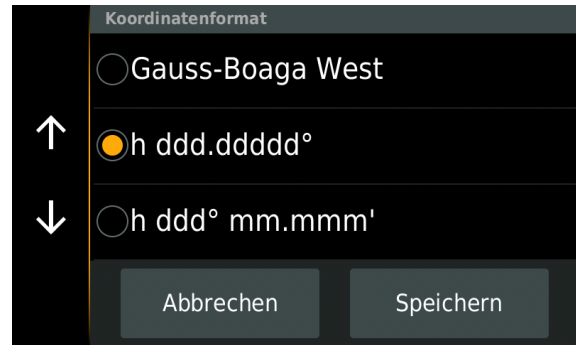 Koordinatenformat
Gauss-Boaga West
h ddd.ddddd°
h ddd° mm.mmm'
Abbrechen
Speichern